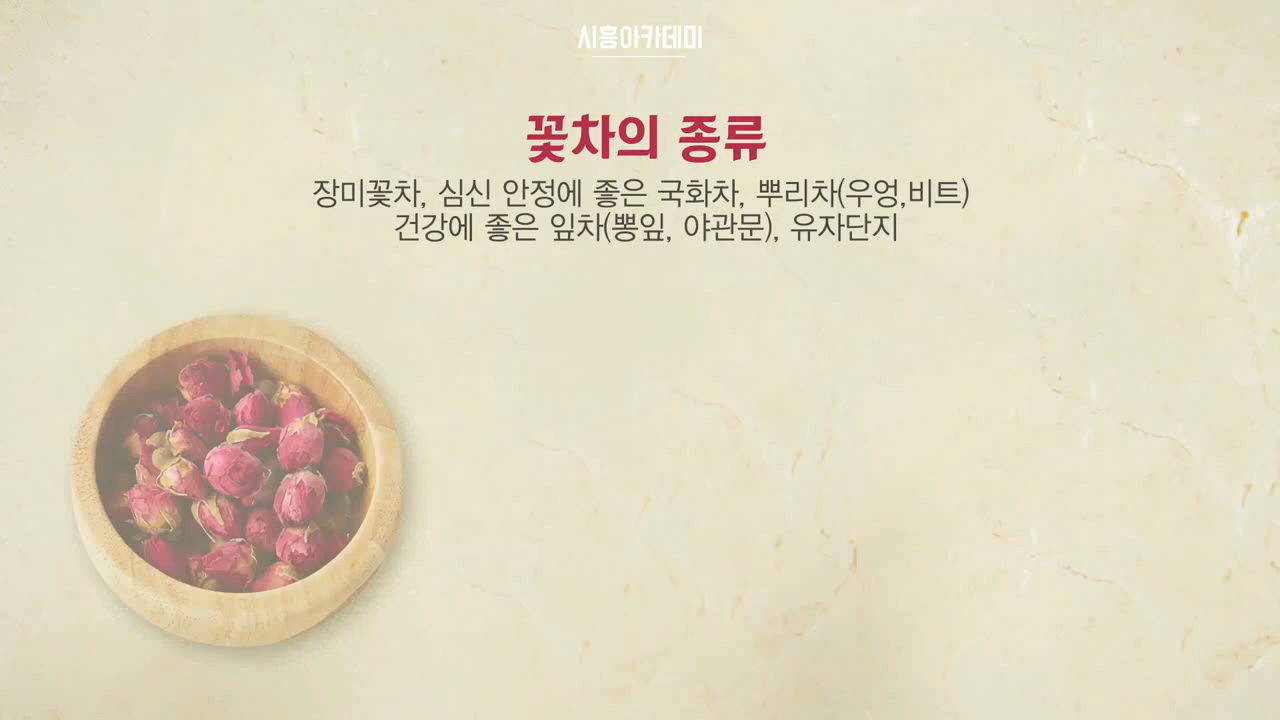 시흥아카데미
꽃차의 종류
장미꽃차, 심신 안정에 좋은 국화차, 뿌리차(우엉,비트)
건강에 좋은 잎차(뽕잎, 야관문), 유자단지